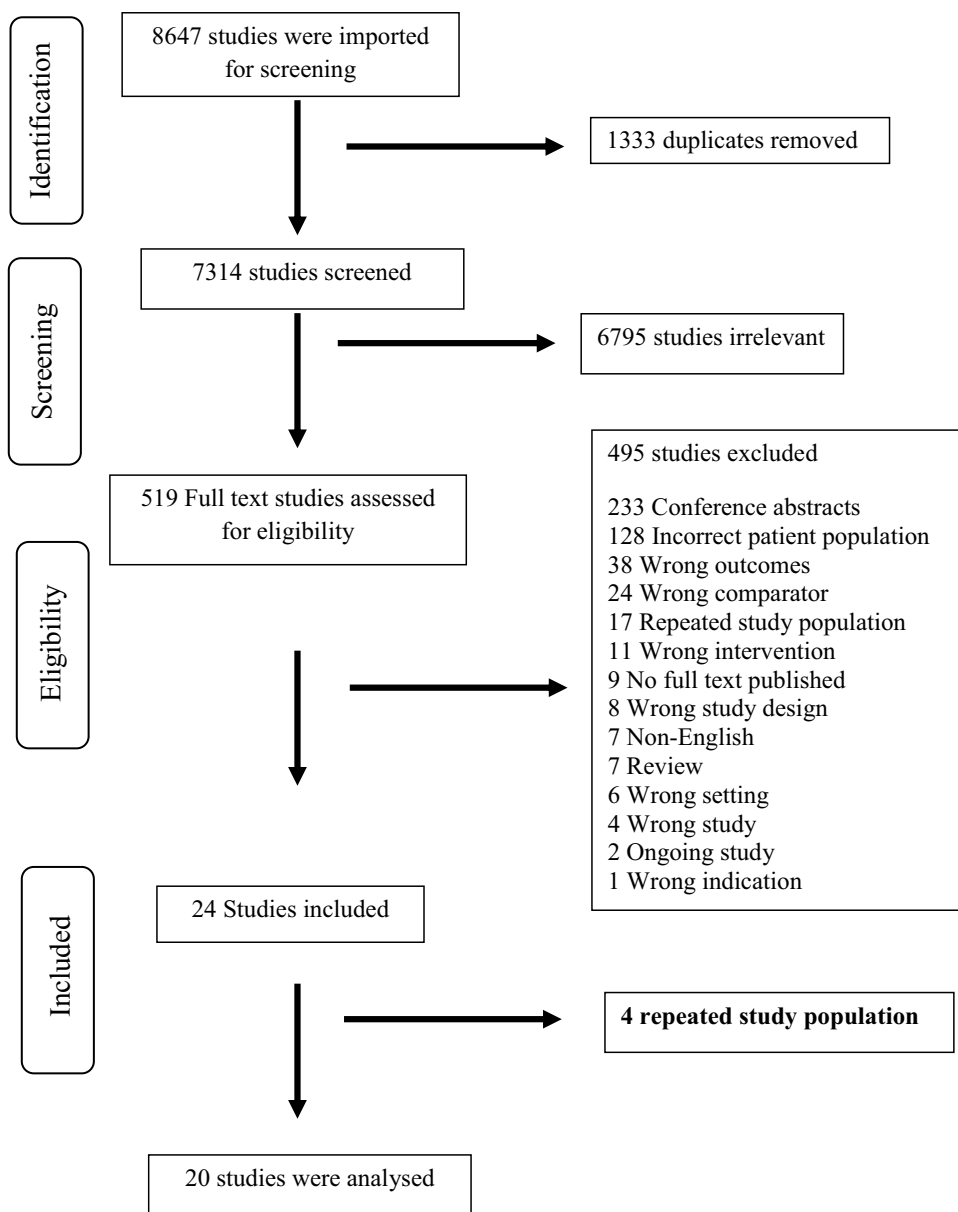 Identification
8647 studies were imported
for screening
1333 duplicates removed
Screening
7314 studies screened
6795 studies irrelevant
Eligibility
519 Full text studies assessed
for eligibility
495 studies excluded
233 Conference abstracts
128 Incorrect patient population
38 Wrong outcomes
24 Wrong comparator
17 Repeated study population
11 Wrong intervention
9 No full text published
8 Wrong study design
7 Non-English
7 Review
6 Wrong setting
4 Wrong study
2 Ongoing study
1 Wrong indication
Included
24 Studies included
4 repeated study population
20 studies were analysed